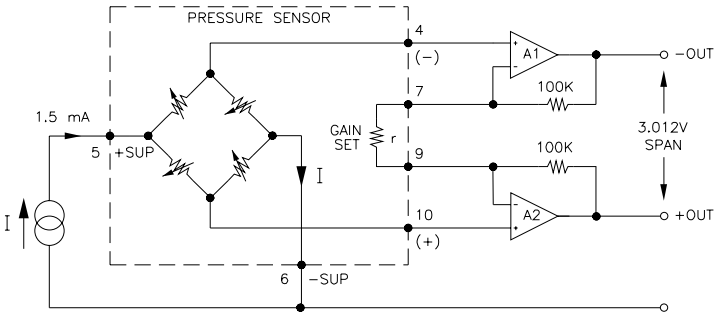 PRESSURE SENSOR
4
(-)
+
A1
-
-OUT
7
100K
1.5 mA
GAIN
SET
r
3.012V
SPAN
5
+SUP
9
100K
I
I
10
(+)
-
A2
+
+OUT
6
-SUP